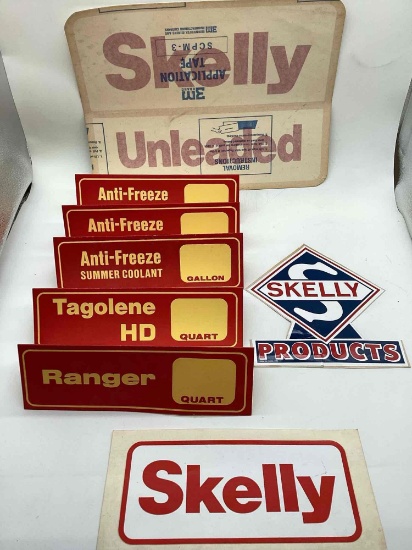 3M
Skelly
SCPM-3
APPLICATION
TAPE
3M
Unleaded
REMOVAL
INSTRUCTIONS
Anti-Freeze
Anti-Freeze
Anti-Freeze
SUMMER COOLANT
GALLON
Tagolene
HD
QUART
Ranger
QUART
S
SKELLY
PRODUCTS
Skelly